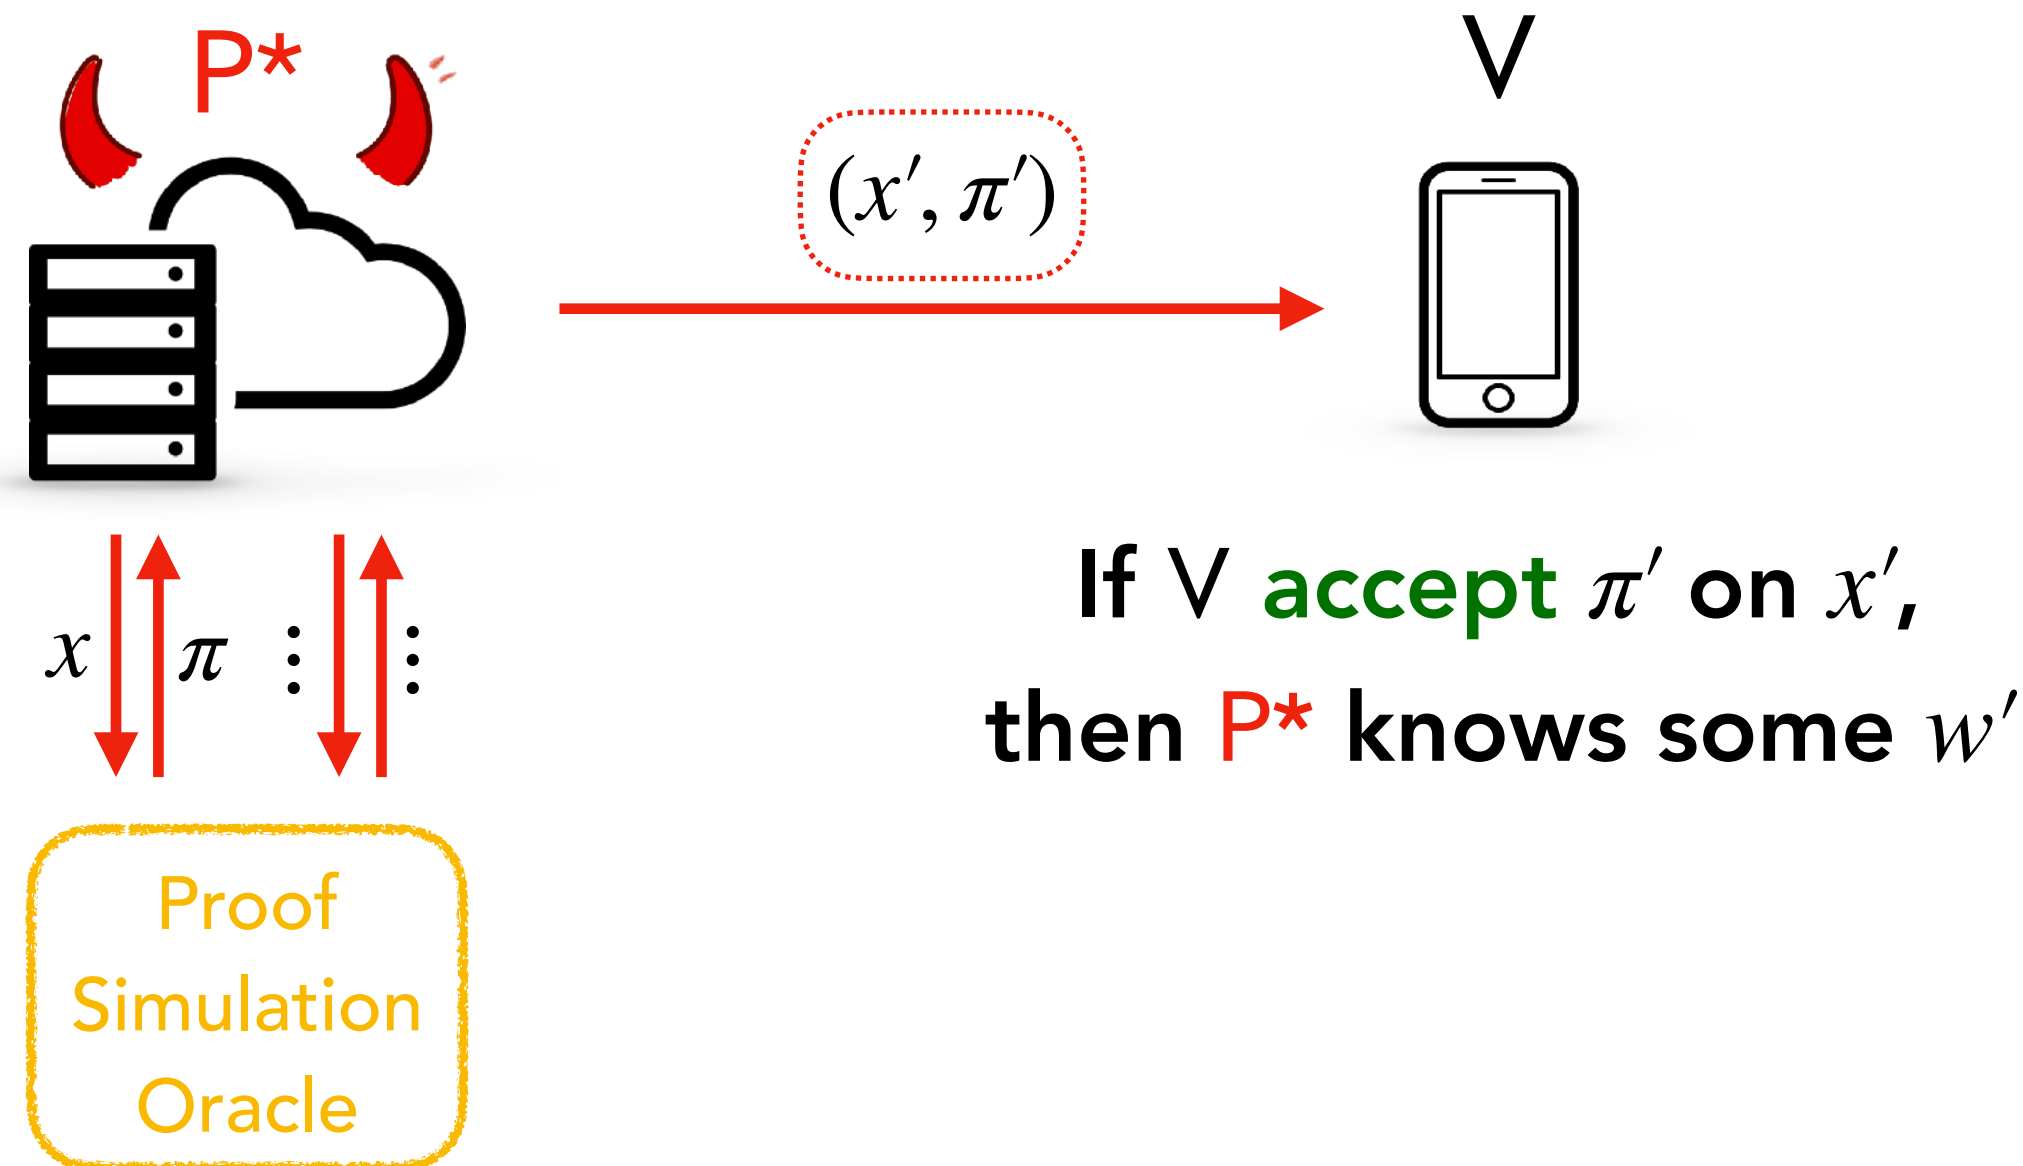 P*
V
(x′, π′)
x π ⋮ ⋮
If V accept π′ on x′,
then P* knows some w′
Proof
Simulation
Oracle